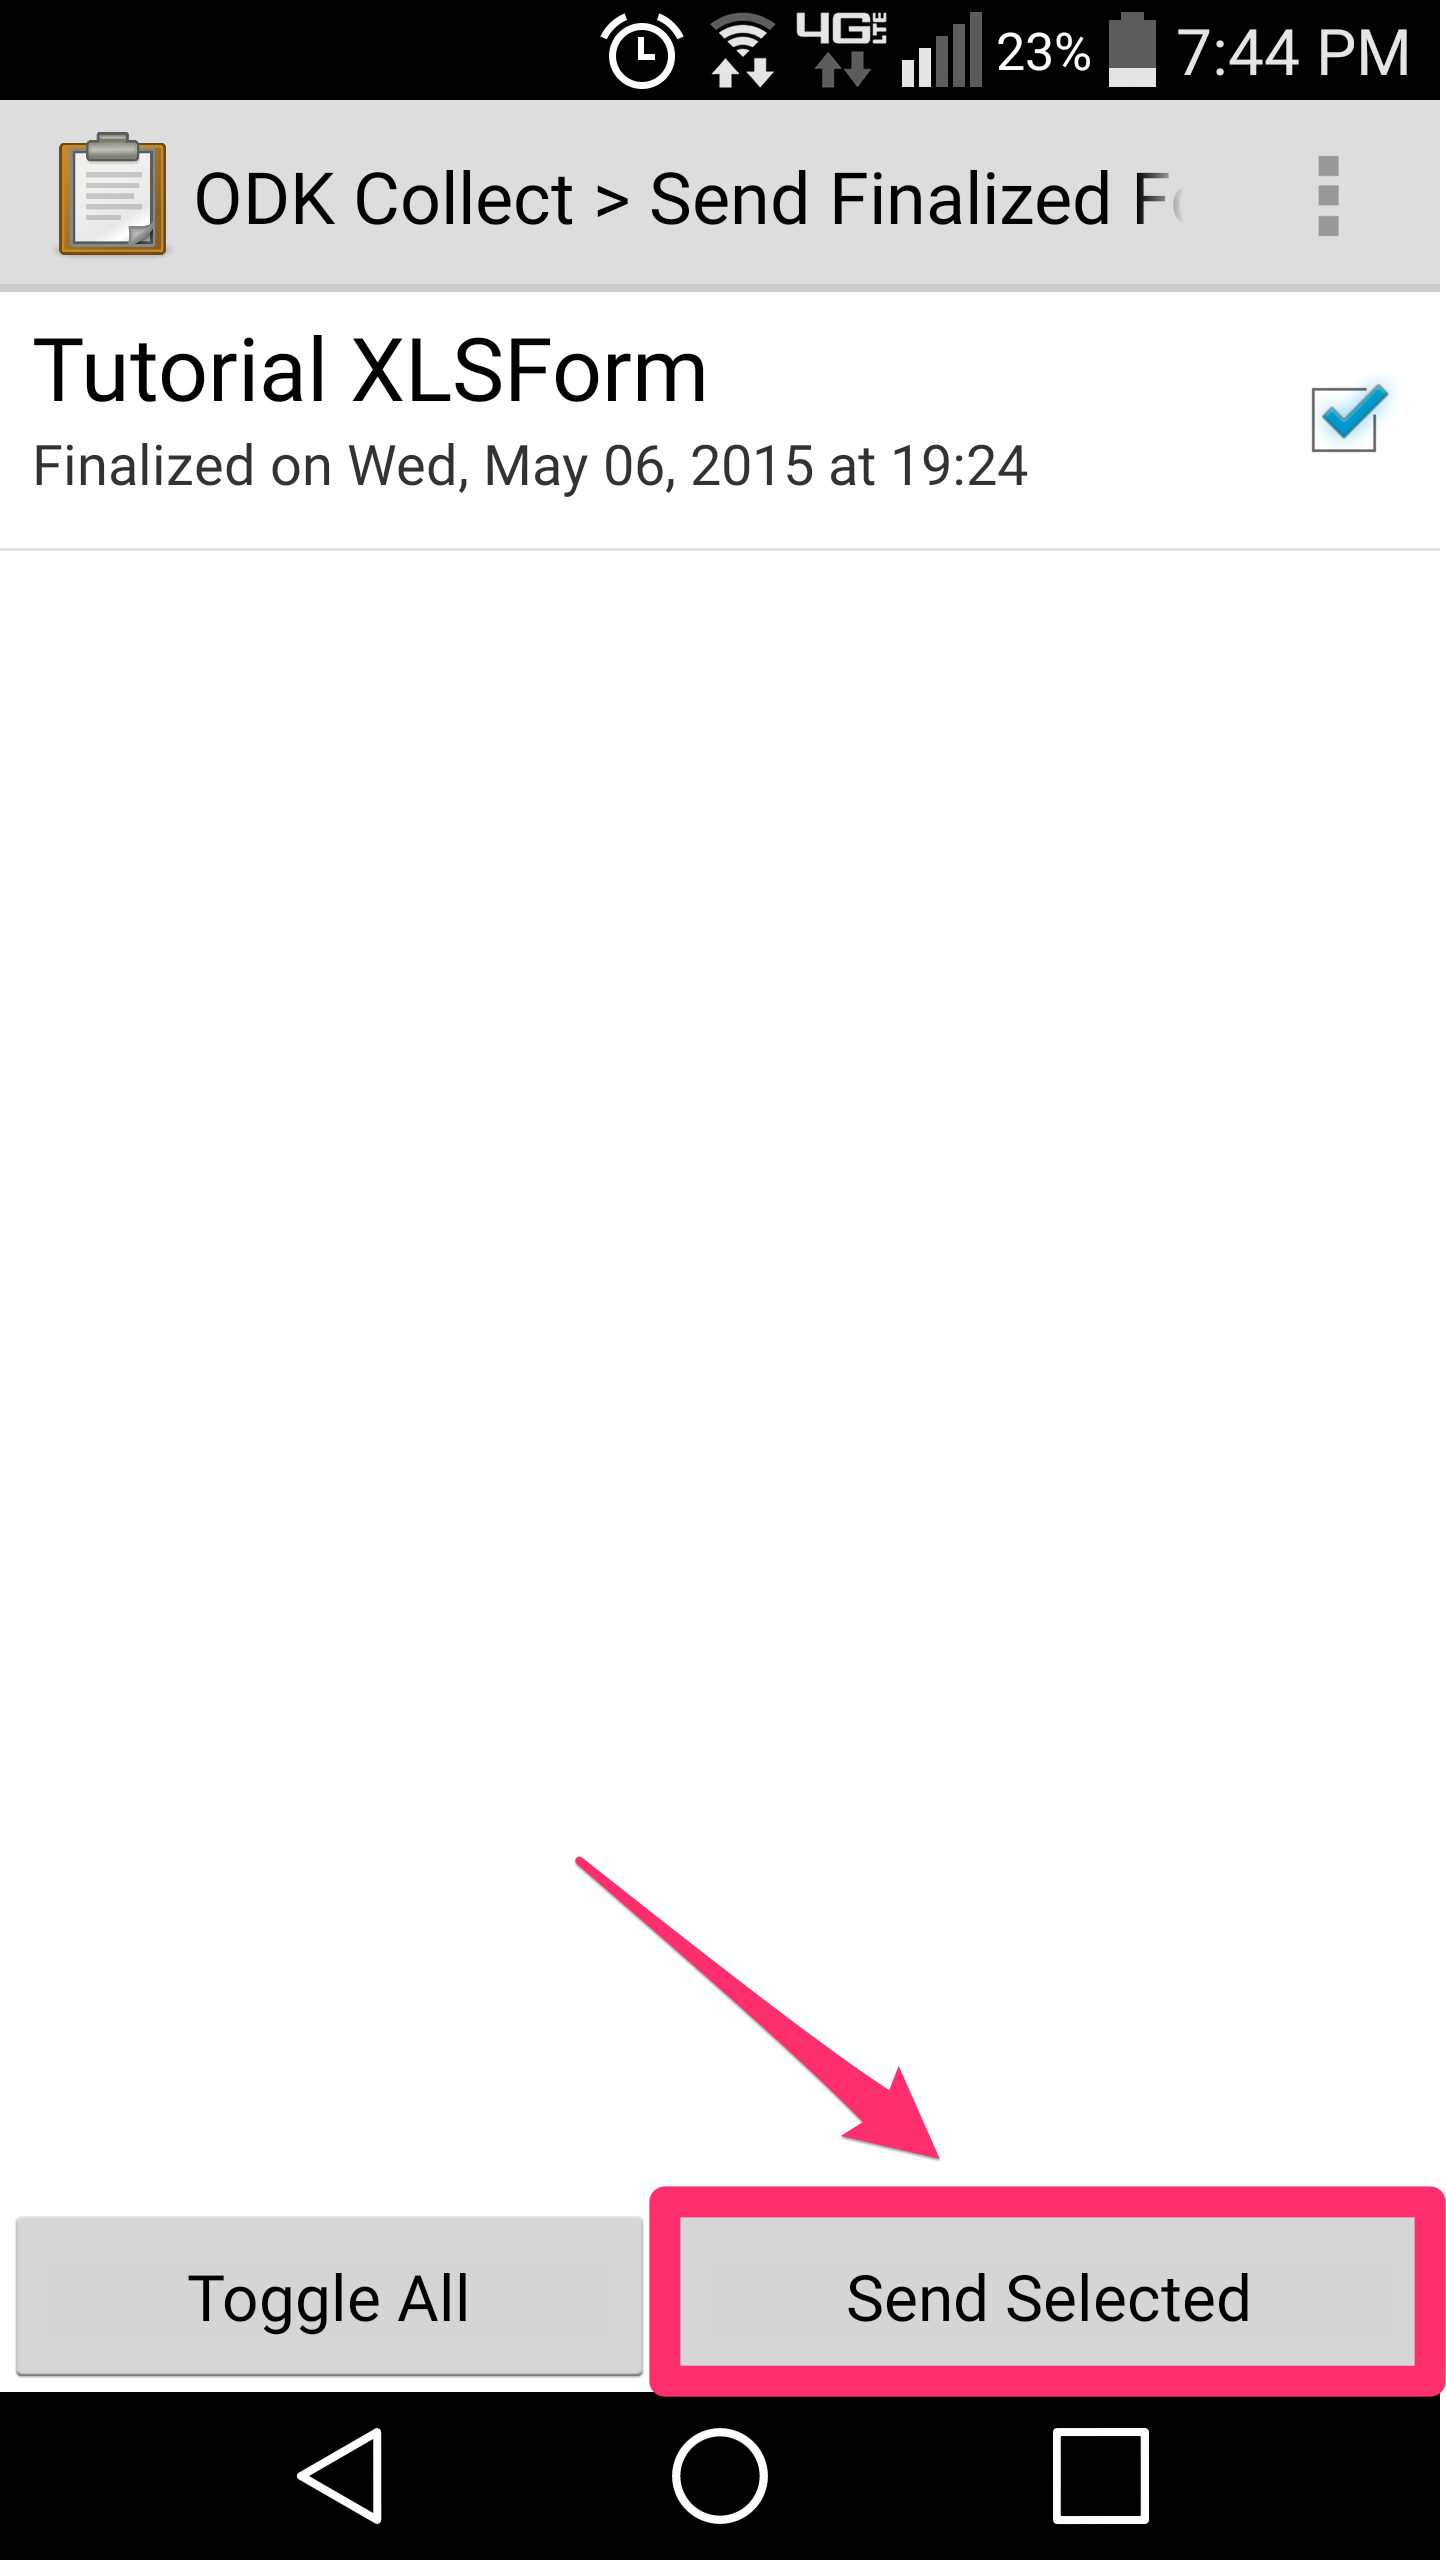 4G LTE 23% 7:44 PM
ODK Collect > Send Finalized F
Tutorial XLSForm
Finalized on Wed, May 06, 2015 at 19:24
Toggle All
Send Selected